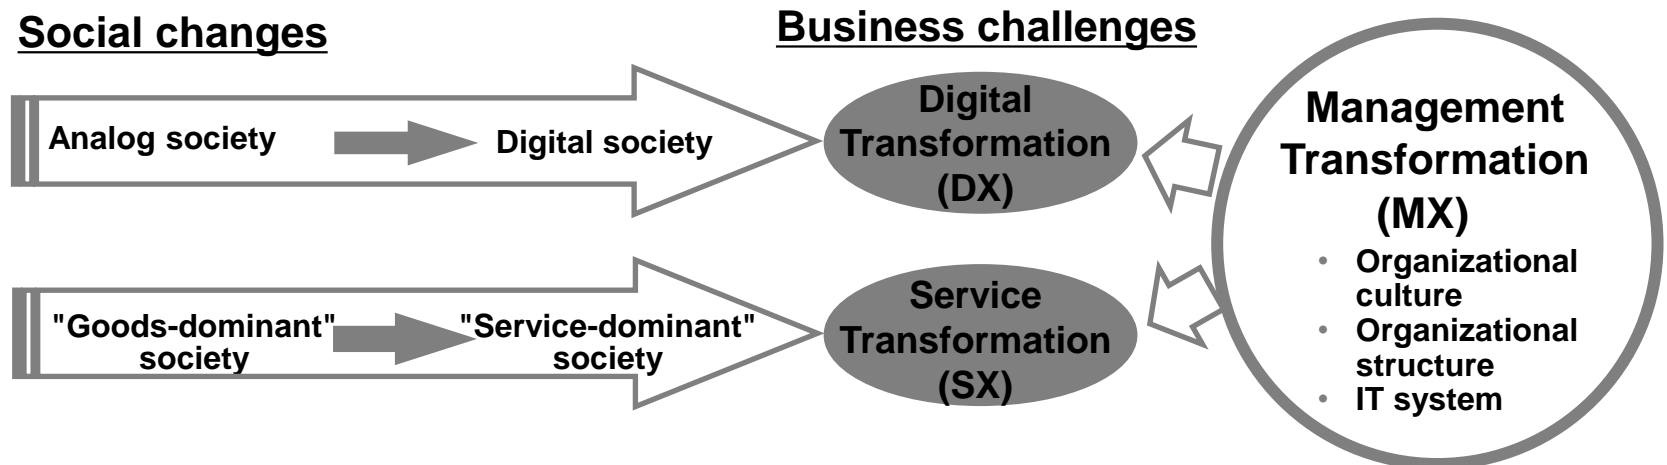 Social changes
Business challenges
Analog society
Digital society
Digital
Transformation
(DX)
"Goods-dominant"
society
"Service-dominant"
society
Service
Transformation
(SX)
Management
Transformation
(MX)
• Organizational
culture
• Organizational
structure
• IT system